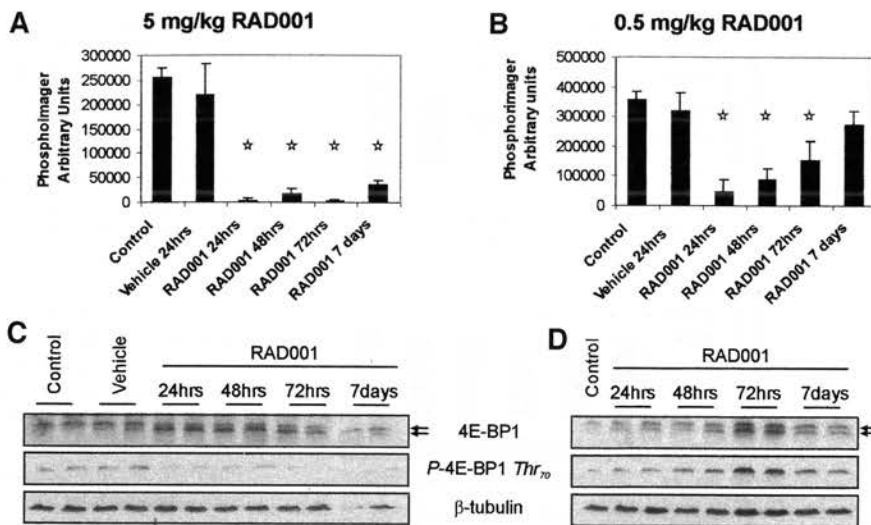 A
5 mg/kg RAD001
Phosphoimager
Arbitrary Units
300000
250000
200000
150000
100000
50000
0
☆ ☆ ☆ ☆
Control
Vehicle 24hrs
RAD001 24hrs
RAD001 48hrs
RAD001 72hrs
RAD001 7 days
B
0.5 mg/kg RAD001
Phosphorimager
Arbitrary Units
500000
400000
300000
200000
100000
0
☆ ☆ ☆
Control
Vehicle 24hrs
RAD001 24hrs
RAD001 48hrs
RAD001 72hrs
RAD001 7 days
C
Control
Vehicle
RAD001
24hrs 48hrs 72hrs 7days
4E-BP1
P-4E-BP1 Thr70
β-tubulin
D
Control
RAD001
24hrs 48hrs 72hrs 7days